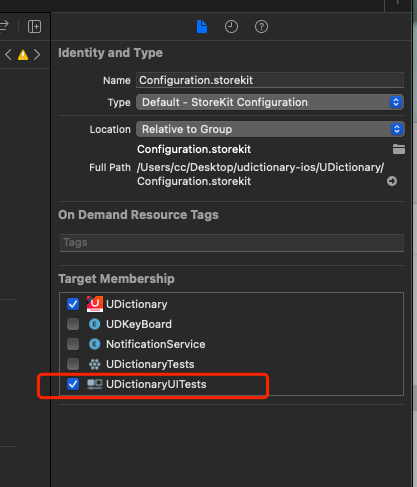 Identity and Type
Name Configuration.storekit
Type Default - StoreKit Configuration
Location Relative to Group
Configuration.storekit
Full Path /Users/cc/Desktop/udictionary-ios/UDictionary/
Configuration.storekit
On Demand Resource Tags
Tags
Target Membership
UDictionary
UDKeyBoard
NotificationService
UDictionaryTests
UDictionaryUITests